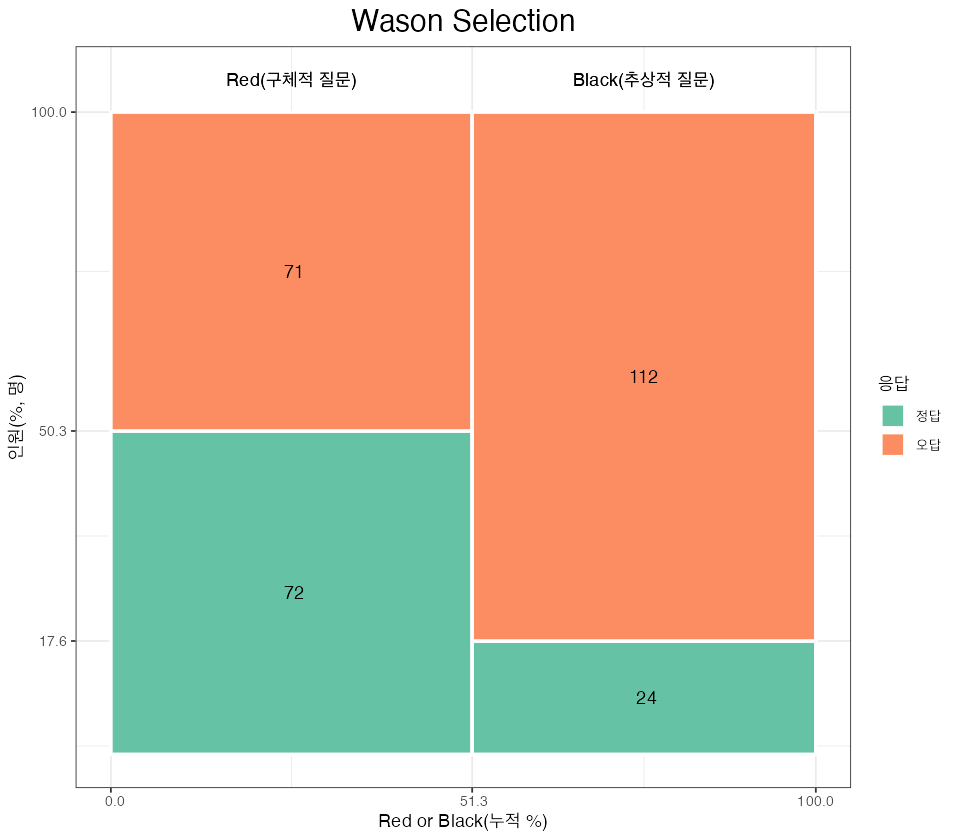 Wason Selection
Red(구체적 질문)
Black(추상적 질문)
100.0
50.3
17.6
인원(%, 명)
71
112
72
24
응답
정답
오답
0.0
51.3
100.0
Red or Black(누적 %)